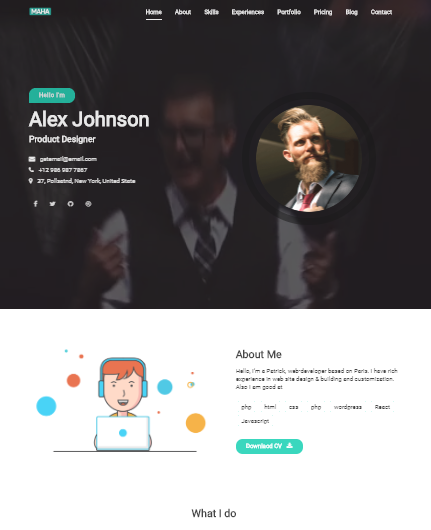 MAHA
Home About Skills Experiences Portfolio Pricing Blog Contact
Hello I'm
Alex Johnson
Product Designer
getemail@email.com
+12 986 987 7867
37, Pollastnd, New York, United State
About Me
Hello, I'm a Patrick, web-developer based on Paris. I have rich
experience in web site design & building and customization.
Also I am good at
php html css php wordpress React
Javascript
Download CV
What I do